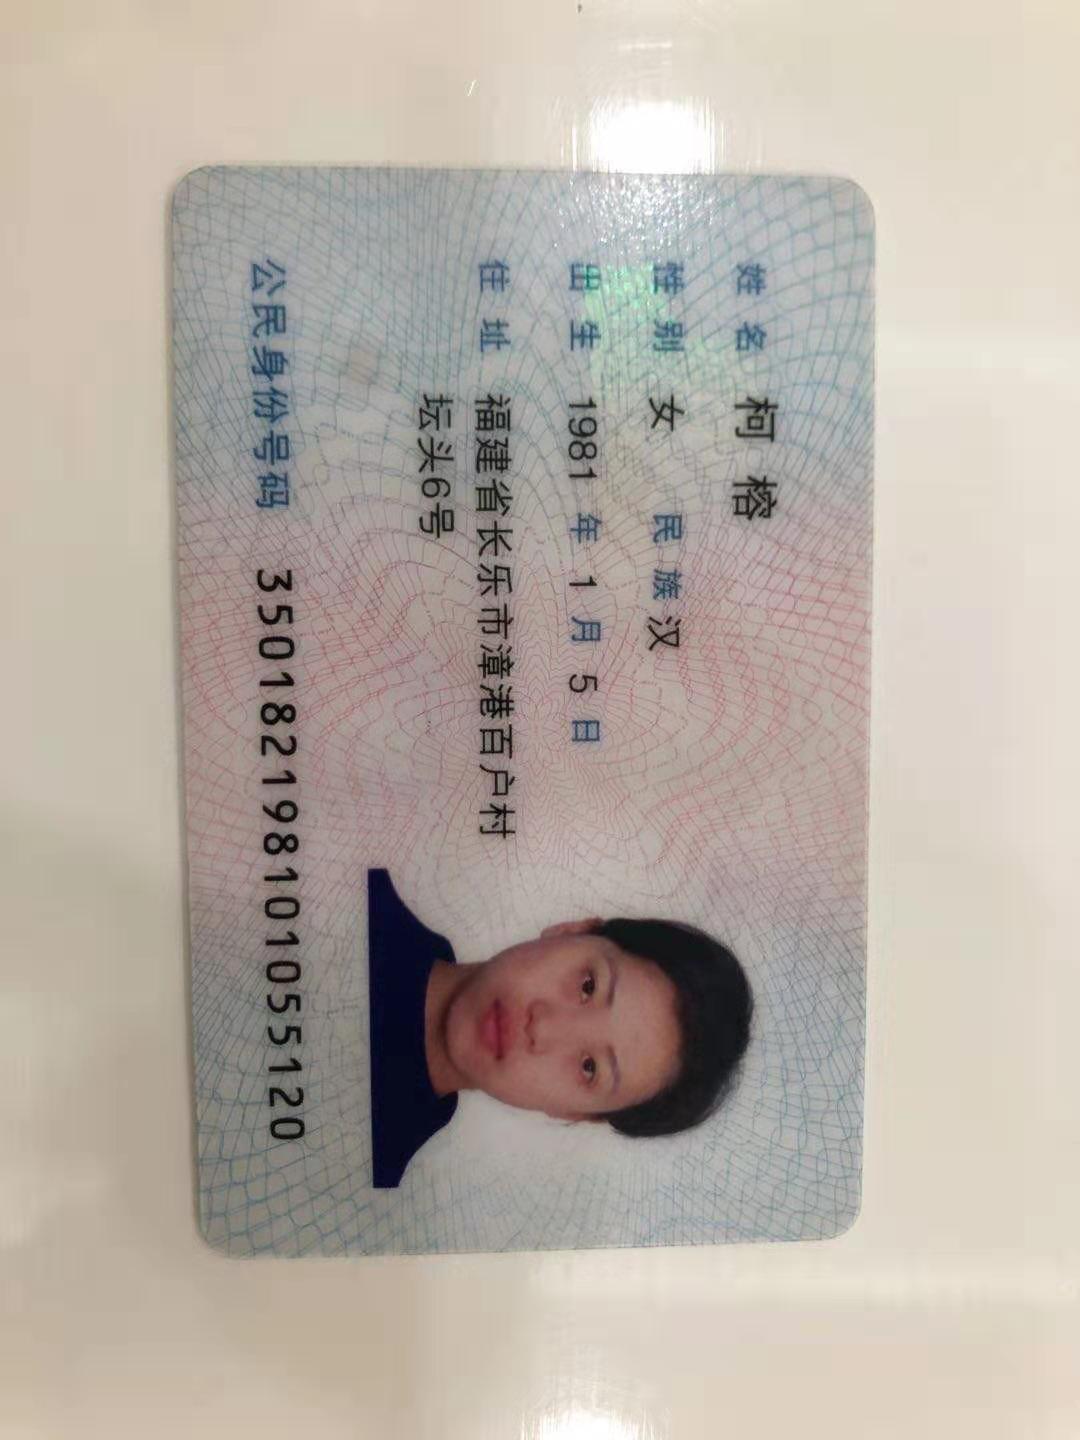 姓名 柯榕
性别 女 民族 汉
出生 1981 年 1 月 5 日
住址 福建省长乐市漳港百户村
坛头6号
公民身份号码 350182198101055120